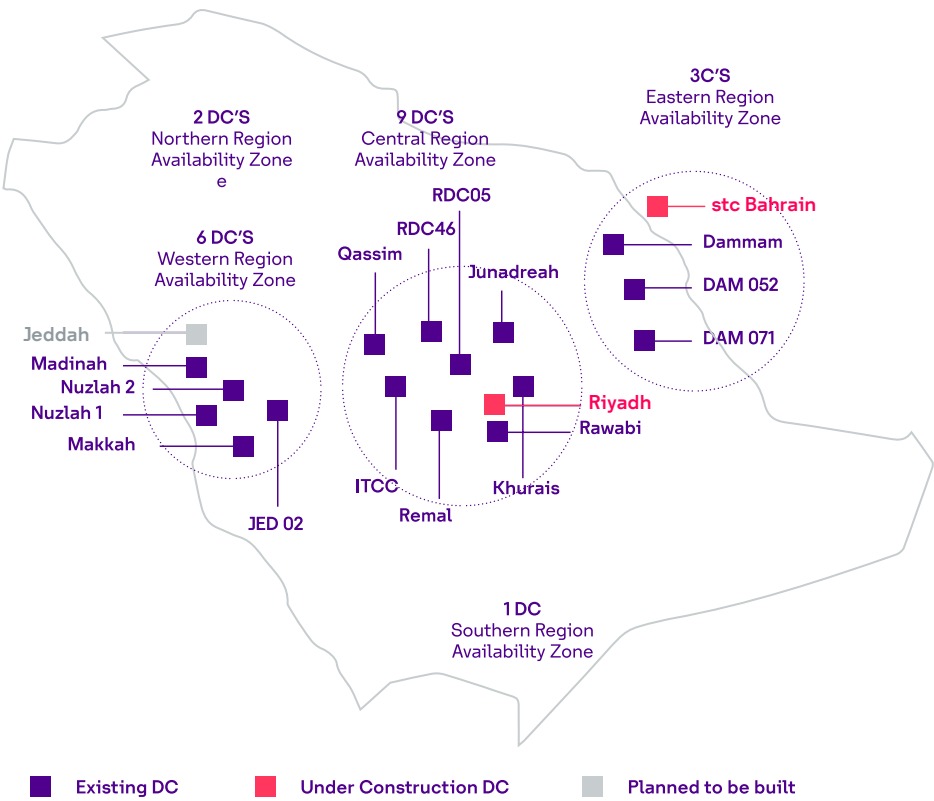 3C'S
Eastern Region
Availability Zone
2 DC'S
Northern Region
Availability Zone
e
9 DC'S
Central Region
Availability Zone
6 DC'S
Western Region
Availability Zone
RDC05
RDC46
Qassim
Junadreah
stc Bahrain
Dammam
DAM 052
DAM 071
Jeddah
Madinah
Nuzlah 2
Nuzlah 1
Makkah
JED 02
Riyadh
Rawabi
ITCC
Khurais
Remal
1 DC
Southern Region
Availability Zone
Existing DC
Under Construction DC
Planned to be built